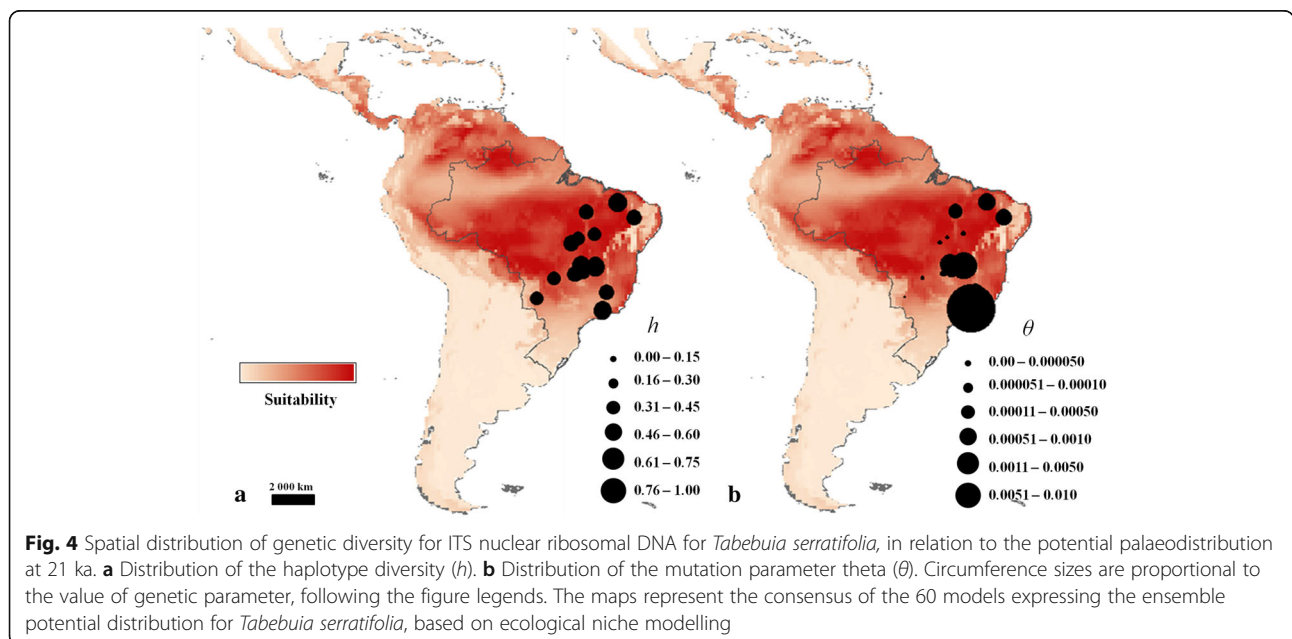 h
0.00 – 0.15
0.16 – 0.30
0.31 – 0.45
0.46 – 0.60
0.61 – 0.75
0.76 – 1.00
Suitability
a
2 000 km
θ
0.00 – 0.000050
0.000051 – 0.00010
0.00011 – 0.00050
0.00051 – 0.0010
0.0011 – 0.0050
0.0051 – 0.010
b
Fig. 4 Spatial distribution of genetic diversity for ITS nuclear ribosomal DNA for Tabebuia serratifolia, in relation to the potential palaeodistribution
at 21 ka. a Distribution of the haplotype diversity (h). b Distribution of the mutation parameter theta (θ). Circumference sizes are proportional to
the value of genetic parameter, following the figure legends. The maps represent the consensus of the 60 models expressing the ensemble
potential distribution for Tabebuia serratifolia, based on ecological niche modelling